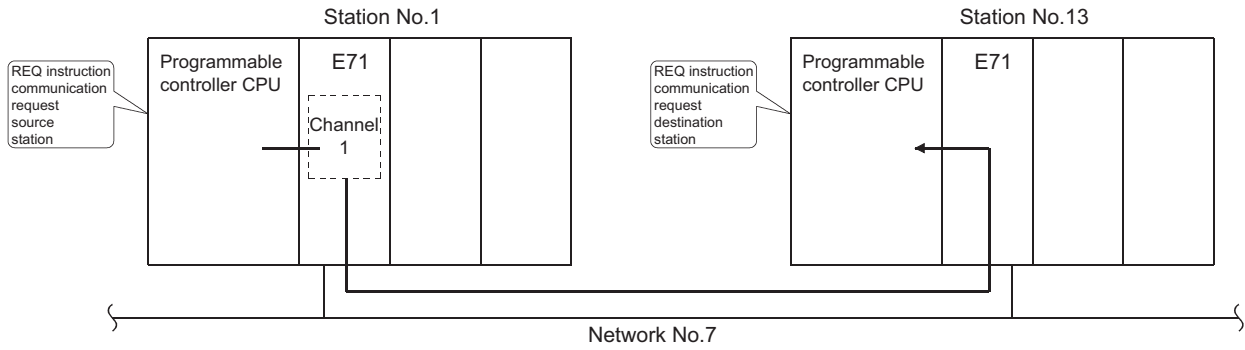 Station No.1
REQ instruction
communication
request
source
station
Programmable
controller CPU
E71
Channel
1
Station No.13
REQ instruction
communication
request
destination
station
Programmable
controller CPU
E71
Network No.7